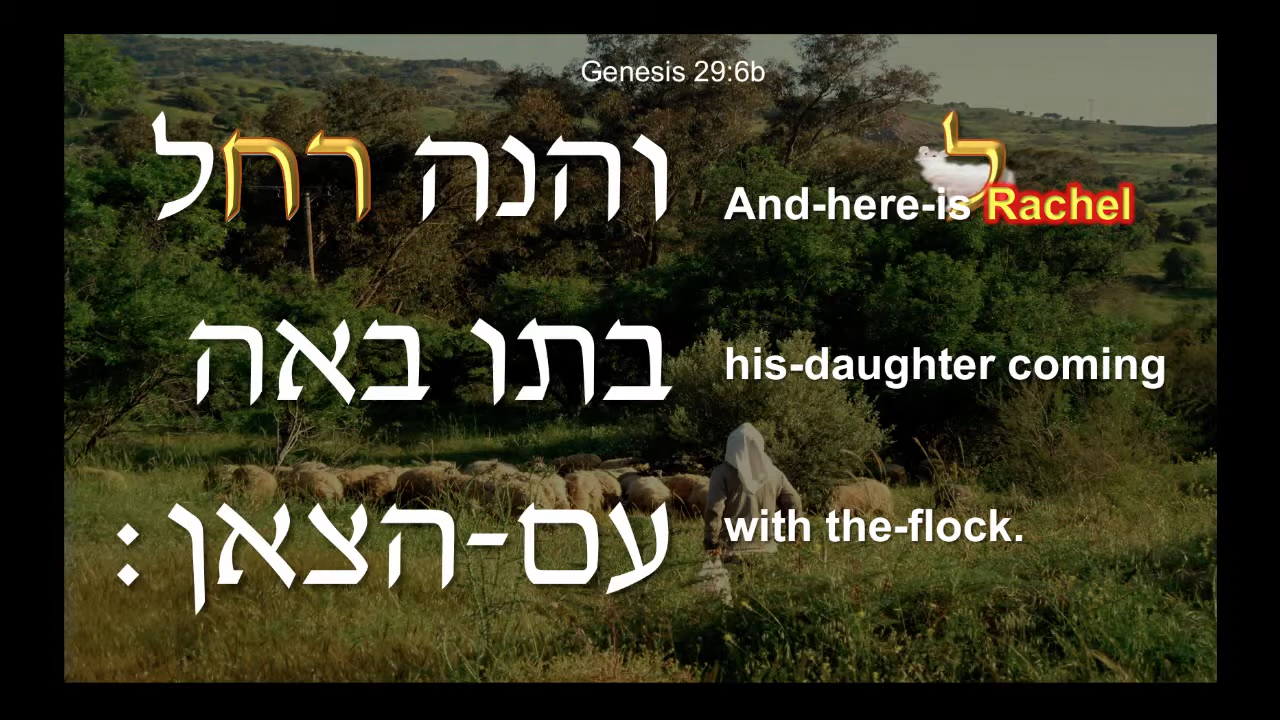 Genesis 29:6b
והנה רחל
ל
And-here-is Rachel
בתו באה
his-daughter coming
עם-הצאן:
with the-flock.